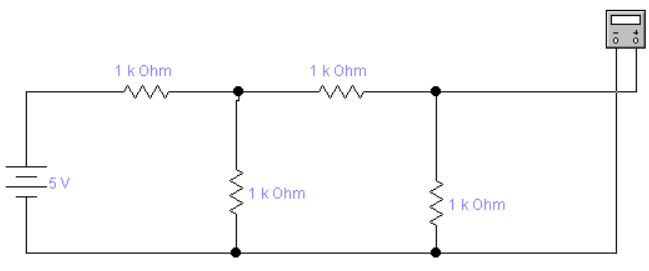 - +
1 k Ohm 1 k Ohm
5 V
1 k Ohm
1 k Ohm